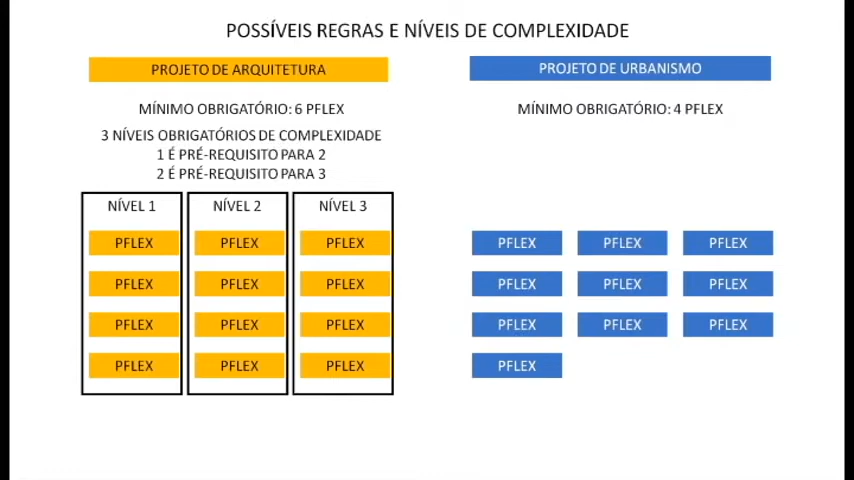 POSSÍVEIS REGRAS E NÍVEIS DE COMPLEXIDADE
PROJETO DE ARQUITETURA
MÍNIMO OBRIGATÓRIO: 6 PFLEX
3 NÍVEIS OBRIGATÓRIOS DE COMPLEXIDADE
1 É PRÉ-REQUISITO PARA 2
2 É PRÉ-REQUISITO PARA 3
NÍVEL 1 NÍVEL 2 NÍVEL 3
PFLEX PFLEX PFLEX
PFLEX PFLEX PFLEX
PFLEX PFLEX PFLEX
PFLEX PFLEX PFLEX
PROJETO DE URBANISMO
MÍNIMO OBRIGATÓRIO: 4 PFLEX
PFLEX PFLEX PFLEX
PFLEX PFLEX PFLEX
PFLEX PFLEX PFLEX
PFLEX